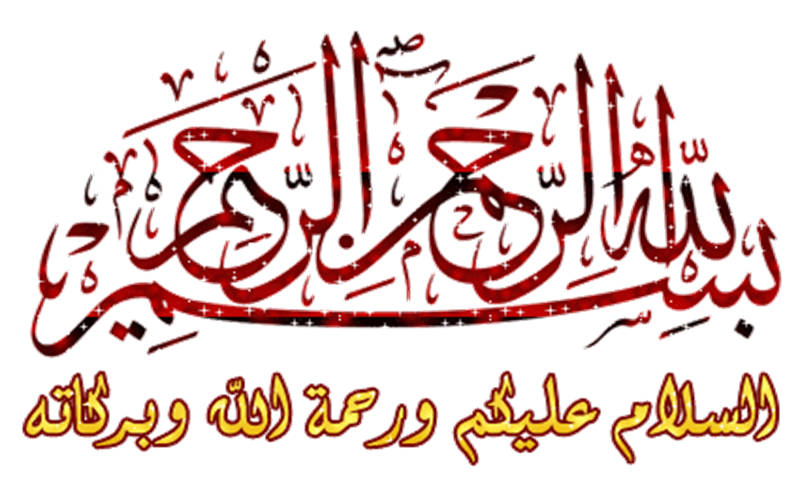 بسم الله الرحمن الرحيم
السلام عليكم ورحمة الله وبركاته